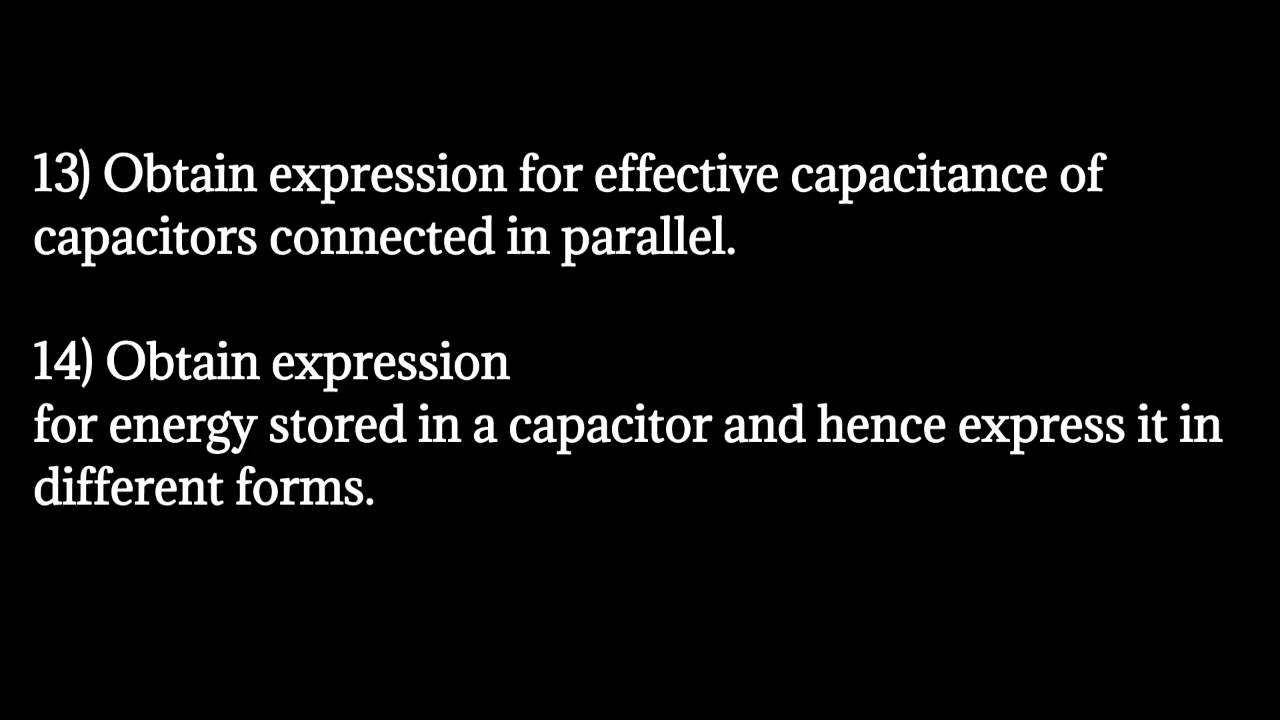 13) Obtain expression for effective capacitance of
capacitors connected in parallel.
14) Obtain expression
for energy stored in a capacitor and hence express it in
different forms.